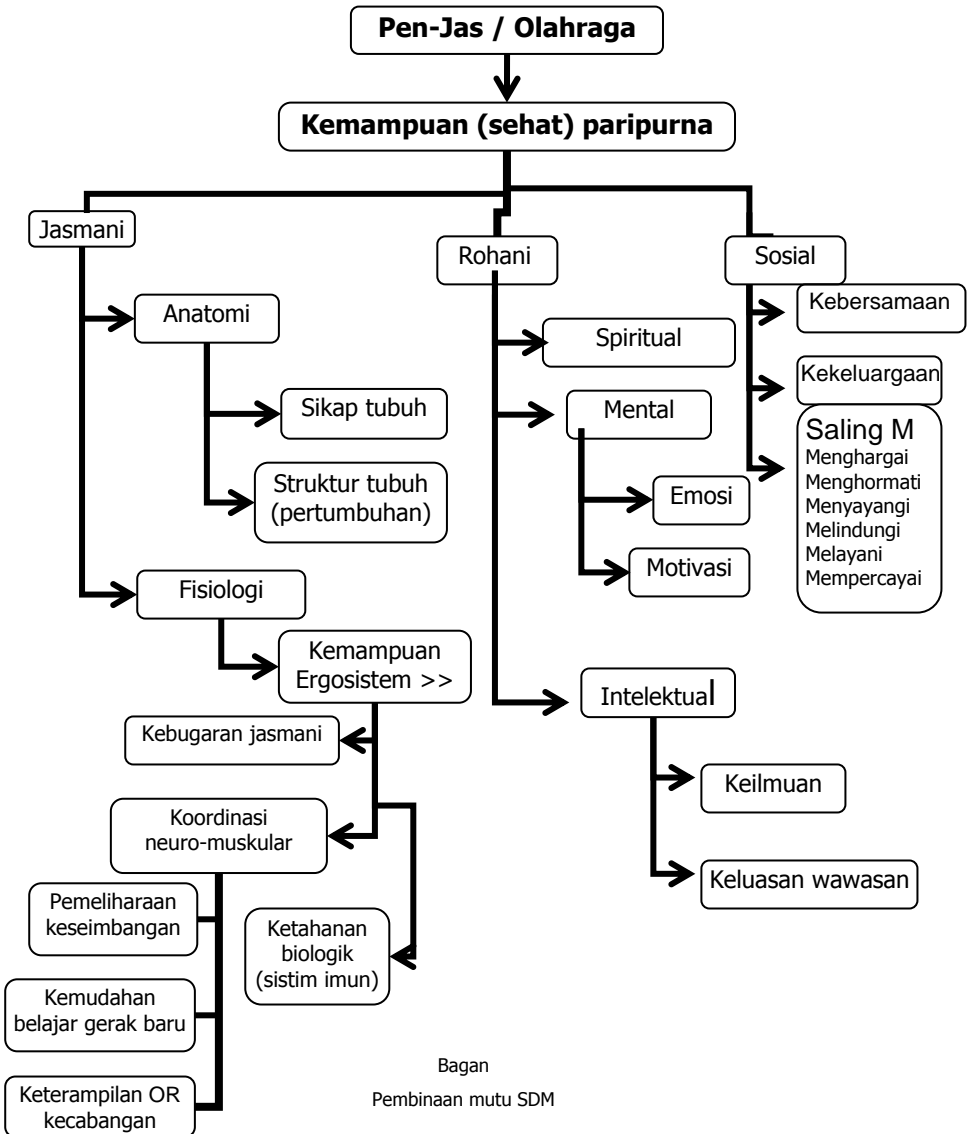 Pen-Jas / Olahraga
Kemampuan (sehat) paripurna
Jasmani
Anatomi
Sikap tubuh
Struktur tubuh
(pertumbuhan)
Fisiologi
Kemampuan
Ergosistem >>
Kebugaran jasmani
Koordinasi
neuro-muskular
Pemeliharaan
keseimbangan
Kemudahan
belajar gerak baru
Keterampilan OR
kecabangan
Ketahanan
biologik
(sistim imun)
Rohani
Spiritual
Mental
Emosi
Motivasi
Intelektual
Keilmuan
Keluasan wawasan
Sosial
Kebersamaan
Kekeluargaan
Saling M
Menghargai
Menghormati
Menyayangi
Melindungi
Melayani
Mempercayai
Bagan
Pembinaan mutu SDM